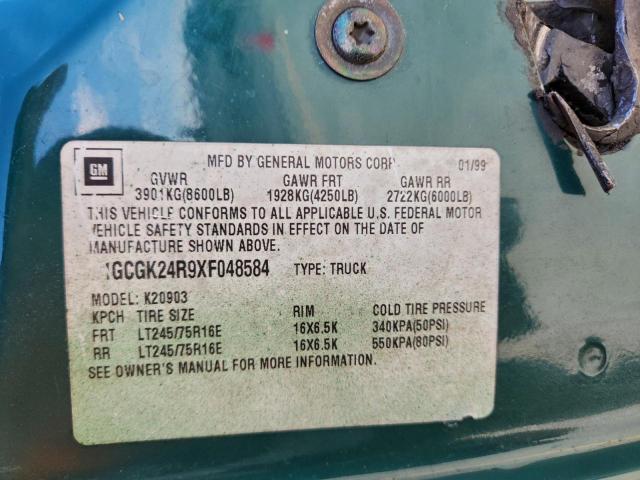 GM
MFD BY GENERAL MOTORS CORP 01/99
GVWR GAWR FRT GAWR RR
3901KG(8600LB) 1928KG(4250LB) 2722KG(6000LB)
THIS VEHICLE CONFORMS TO ALL APPLICABLE U.S. FEDERAL MOTOR
VEHICLE SAFETY STANDARDS IN EFFECT ON THE DATE OF
MANUFACTURE SHOWN ABOVE.
1GCGK24R9XF048584 TYPE: TRUCK
MODEL: K20903
KPCH TIRE SIZE RIM COLD TIRE PRESSURE
FRT LT245/75R16E 16X6.5K 340KPA(50PSI)
RR LT245/75R16E 16X6.5K 550KPA(80PSI)
SEE OWNER'S MANUAL FOR MORE INFORMATION.